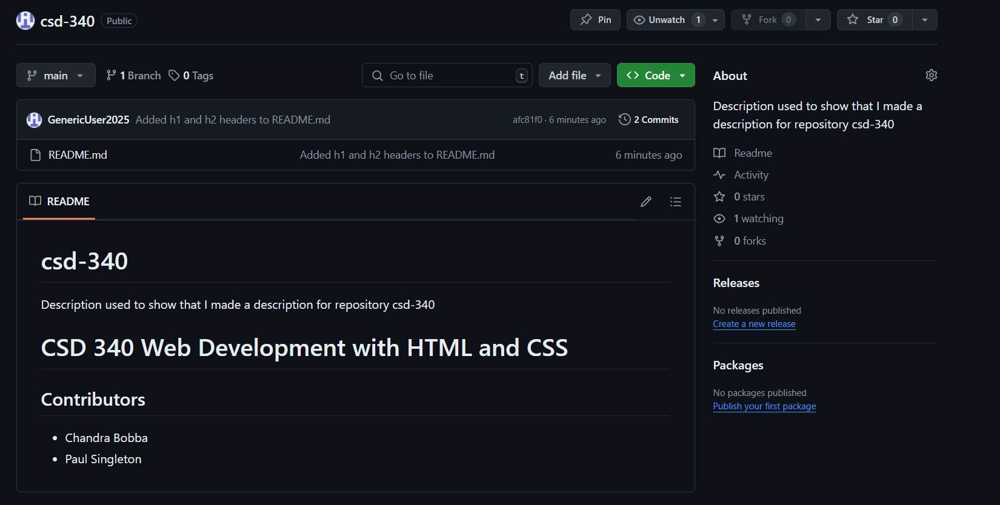 csd-340 Public Pin Unwatch 1 Fork 0 Star 0
main 1 Branch 0 Tags Go to file t Add file Code
GenericUser2025 Added h1 and h2 headers to README.md afc81f0 · 6 minutes ago 2 Commits
README.md Added h1 and h2 headers to README.md 6 minutes ago
README
csd-340
Description used to show that I made a description for repository csd-340
CSD 340 Web Development with HTML and CSS
Contributors
• Chandra Bobba
• Paul Singleton
About
Description used to show that I made a
description for repository csd-340
Readme
Activity
0 stars
1 watching
0 forks
Releases
No releases published
Create a new release
Packages
No packages published
Publish your first package